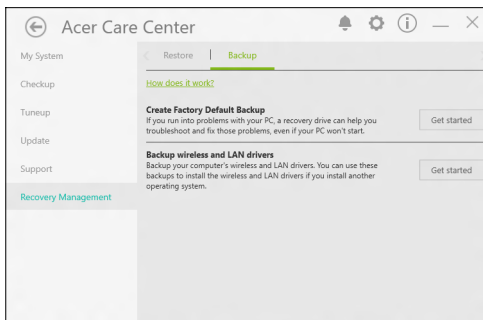 Acer Care Center
My System
Restore
Backup
Checkup
How does it work?
Create Factory Default Backup
If you run into problems with your PC, a recovery drive can help you
troubleshoot and fix those problems, even if your PC won't start.
Get started
Tuneup
Update
Backup wireless and LAN drivers
Backup your computer's wireless and LAN drivers. You can use these
backups to install the wireless and LAN drivers if you install another
operating system.
Get started
Support
Recovery Management